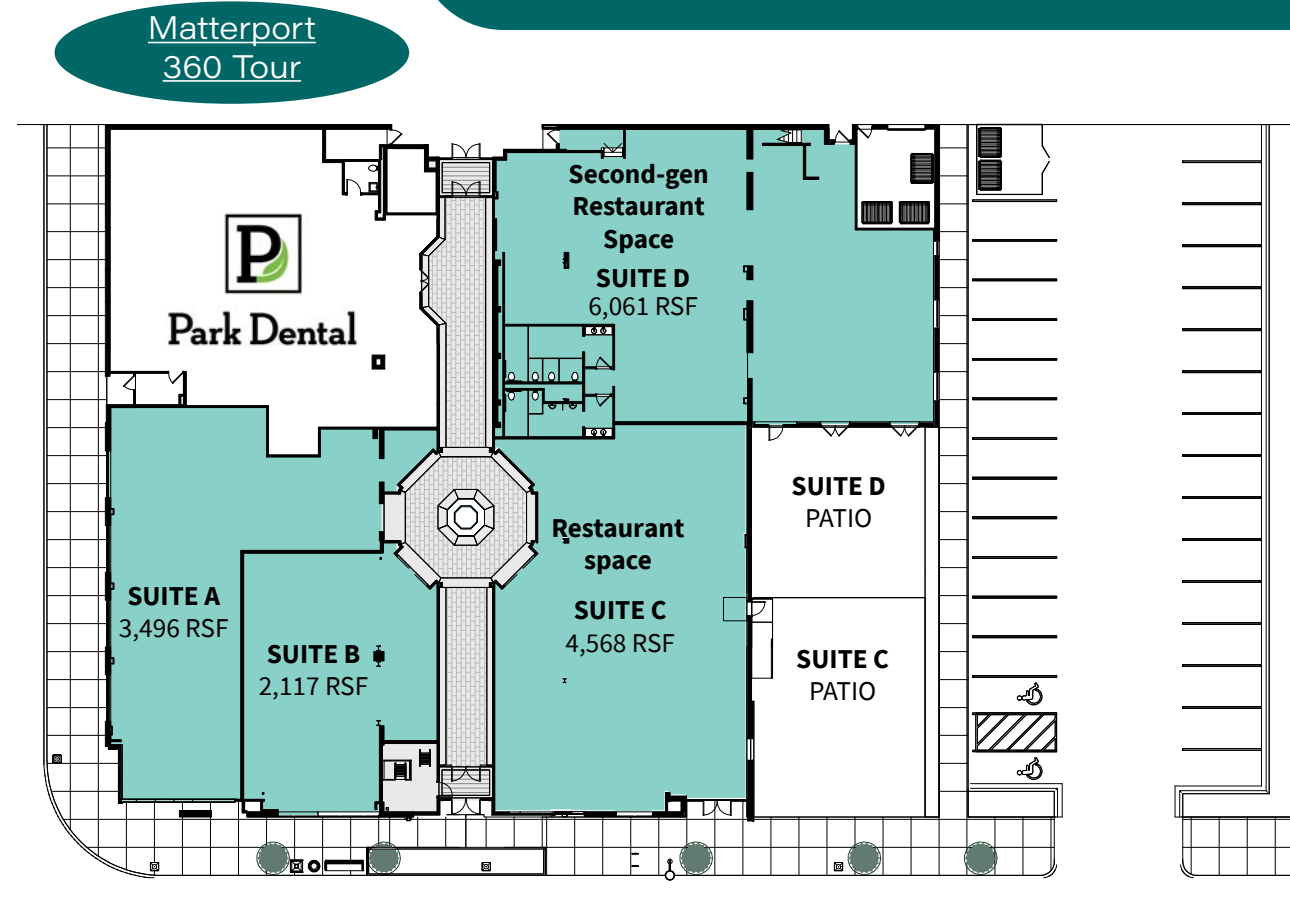 Matterport
360 Tour
P
Park Dental
Second-gen
Restaurant
Space
SUITE D
6,061 RSF
SUITE A
3,496 RSF
SUITE B
2,117 RSF
Restaurant
space
SUITE C
4,568 RSF
SUITE D
PATIO
SUITE C
PATIO